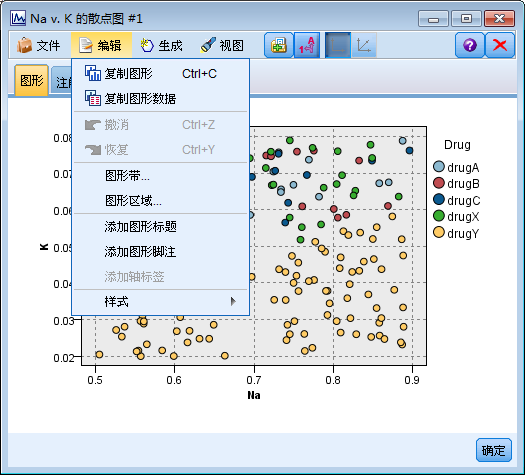 Na v. K 的散点图 #1
文件 编辑 生成 视图
图形 注解
复制图形 Ctrl+C
复制图形数据
撤消 Ctrl+Z
恢复 Ctrl+Y
图形带...
图形区域...
添加图形标题
添加图形脚注
添加轴标签
样式
0.08
0.07
0.06
0.05
0.04
0.03
0.02
K
0.5 0.6 0.7 0.8 0.9
Na
Drug
drugA
drugB
drugC
drugX
drugY
确定